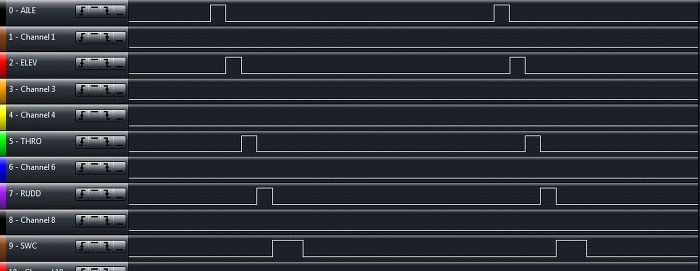 0 - AILE
1 - Channel 1
2 - ELEV
3 - Channel 3
4 - Channel 4
5 - THRO
6 - Channel 6
7 - RUDD
8 - Channel 8
9 - SWC